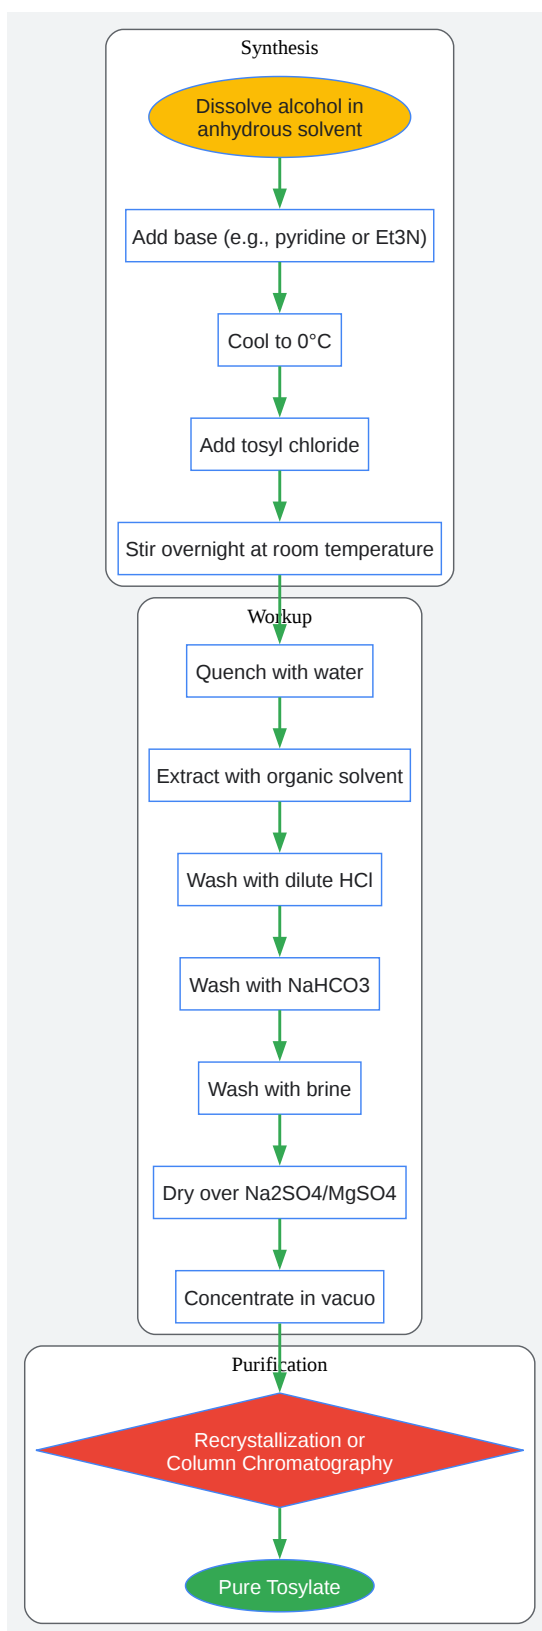 Synthesis
Dissolve alcohol in
anhydrous solvent
Add base (e.g., pyridine or Et3N)
Cool to 0°C
Add tosyl chloride
Stir overnight at room temperature
Workup
Quench with water
Extract with organic solvent
Wash with dilute HCl
Wash with NaHCO3
Wash with brine
Dry over Na2SO4/MgSO4
Concentrate in vacuo
Purification
Recrystallization or
Column Chromatography
Pure Tosylate